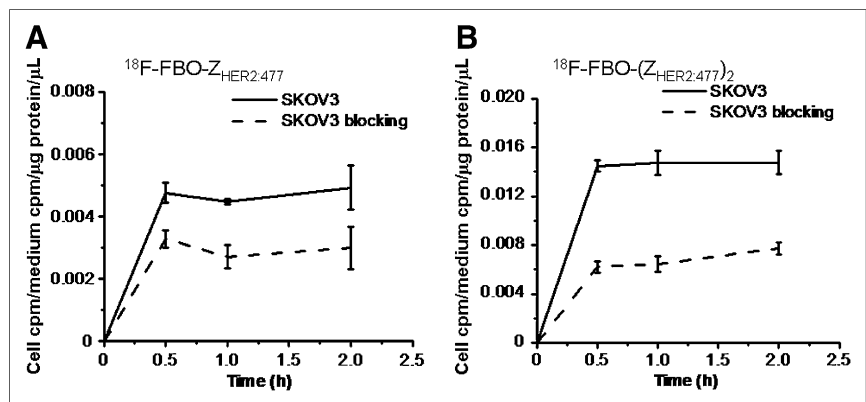 A
18F-FBO-ZHER2:477
SKOV3
SKOV3 blocking
Cell cpm/medium cpm/µg protein/µL
0.008
0.006
0.004
0.002
0
0 0.5 1.0 1.5 2.0 2.5
Time (h)
B
18F-FBO-(ZHER2:477)2
SKOV3
SKOV3 blocking
Cell cpm/medium cpm/µg protein/µL
0.020
0.016
0.012
0.008
0.004
0
0 0.5 1.0 1.5 2.0 2.5
Time (h)